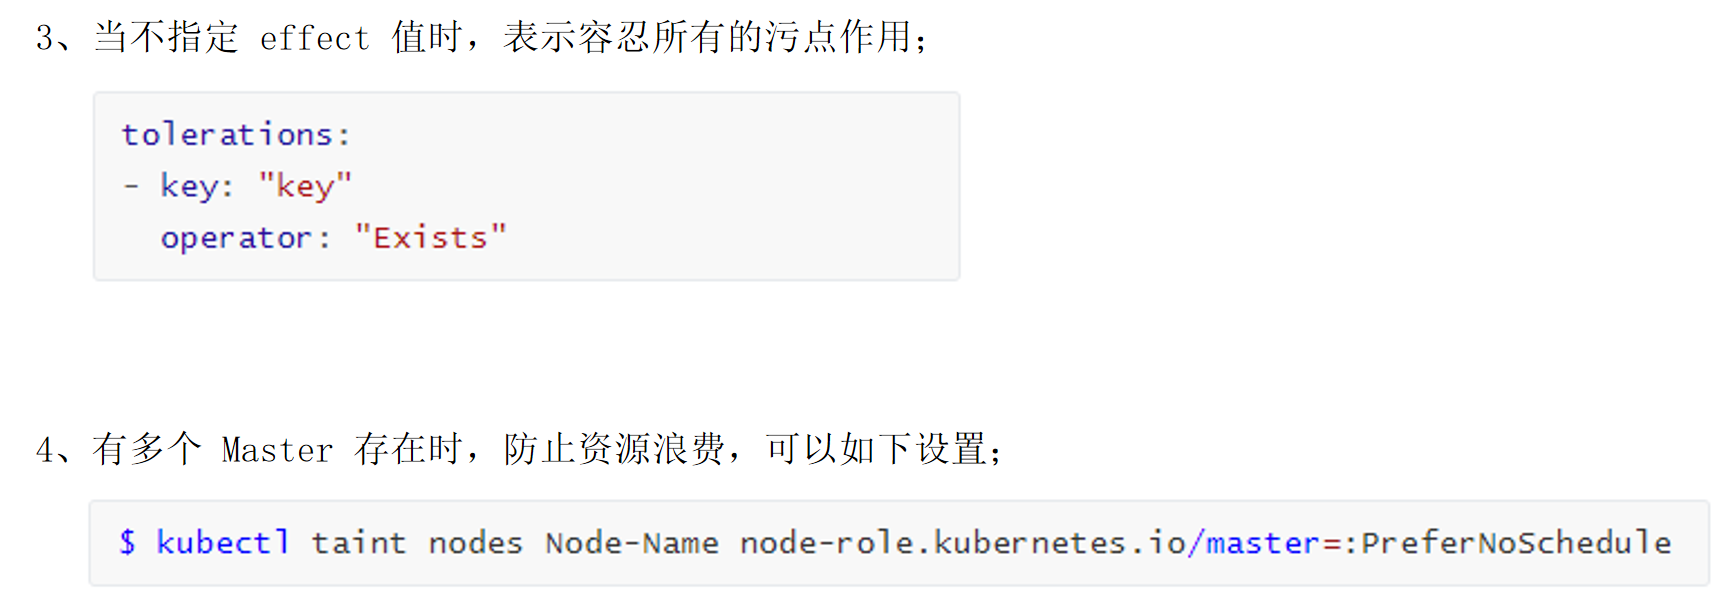 3、当不指定 effect 值时，表示容忍所有的污点作用；
tolerations:
- key: "key"
  operator: "Exists"
4、有多个 Master 存在时，防止资源浪费，可以如下设置；
$ kubectl taint nodes Node-Name node-role.kubernetes.io/master=:PreferNoSchedule